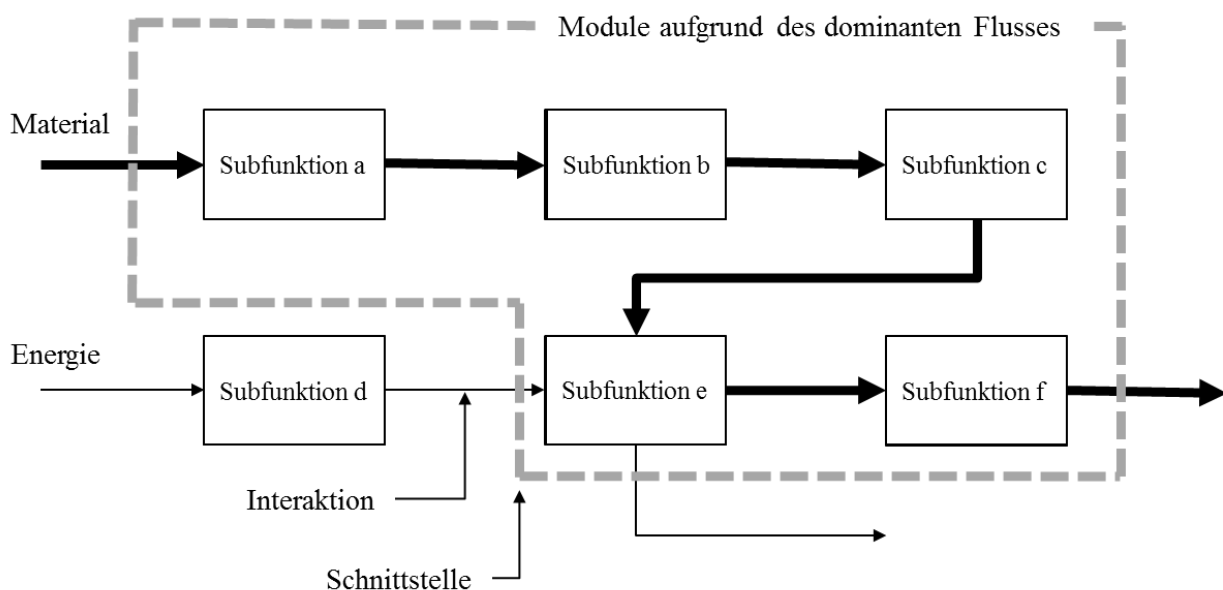 Module aufgrund des dominanten Flusses
Material
Subfunktion a
Subfunktion b
Subfunktion c
Energie
Subfunktion d
Subfunktion e
Subfunktion f
Interaktion
Schnittstelle